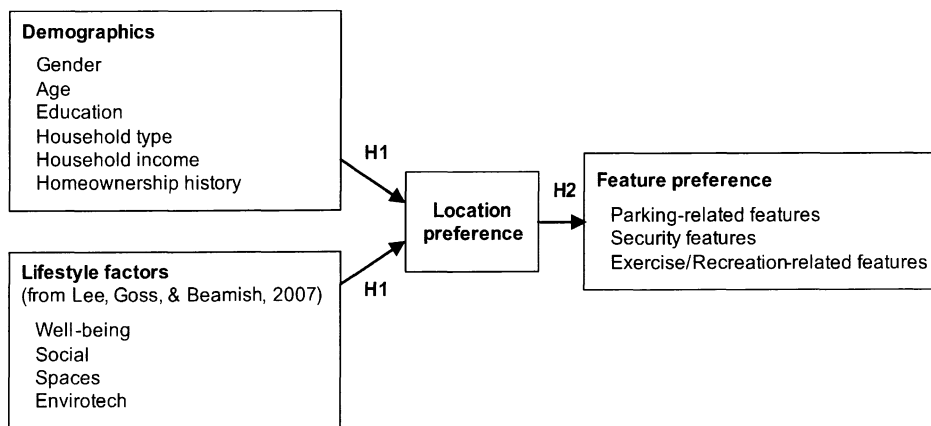 Demographics
Gender
Age
Education
Household type
Household income
Homeownership history
H1
Lifestyle factors
(from Lee, Goss, & Beamish, 2007)
Well-being
Social
Spaces
Envirotech
H1
Location
preference
H2
Feature preference
Parking-related features
Security features
Exercise/Recreation-related features